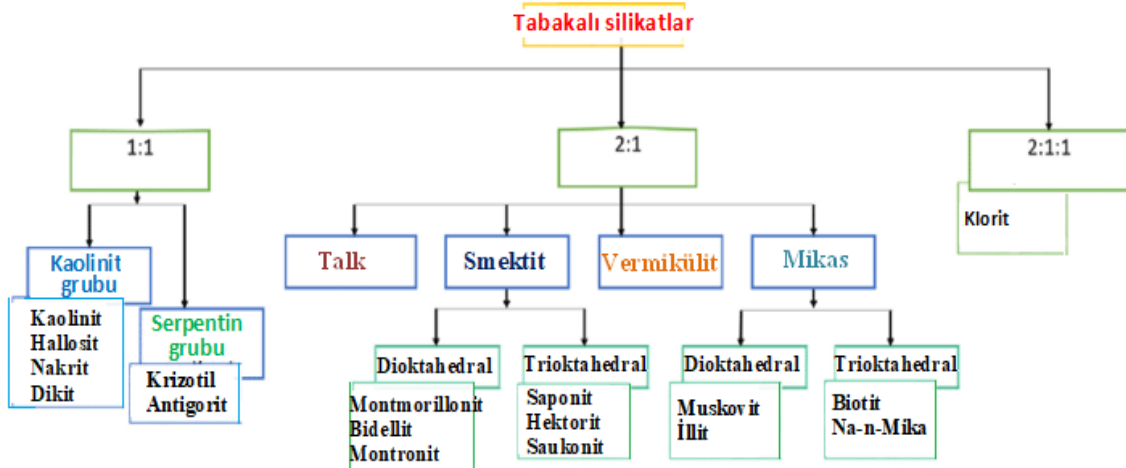 Tabakalı silikatlar
1:1
2:1
2:1:1
Klorit
Talk
Smektit
Vermikülit
Mikas
Kaolinit
grubu
Kaolinit
Hallosit
Nakrit
Dikit
Serpentin
grubu
Krizotil
Antigorit
Dioktahedral
Montmorillonit
Bidellit
Montronit
Trioktahedral
Saponit
Hektorit
Saukonit
Dioktahedral
Muskovit
İllit
Trioktahedral
Biotit
Na-n-Mika